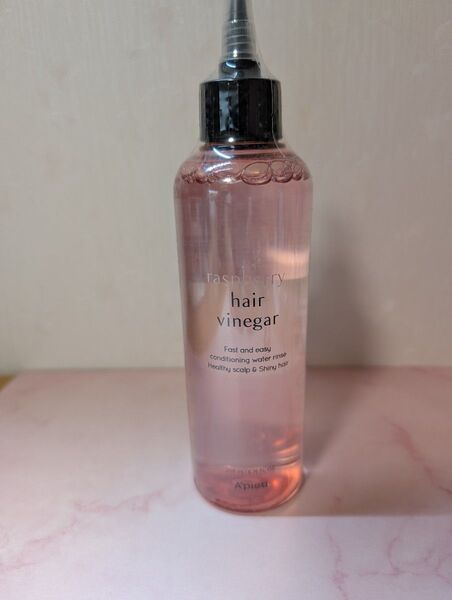 raspberry
hair
vinegar
Fast and easy
conditioning water rinse
Healthy scalp & Shiny hair
A'pieu